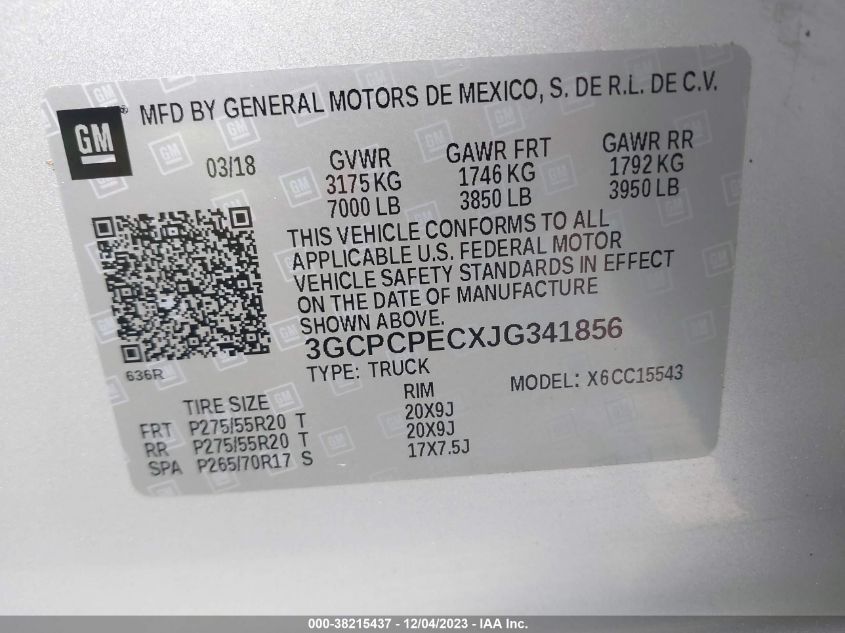 MFD BY GENERAL MOTORS DE MEXICO, S. DE R.L. DE C.V.
GM
03/18
GVWR GAWR FRT GAWR RR
3175 KG 1746 KG 1792 KG
7000 LB 3850 LB 3950 LB
THIS VEHICLE CONFORMS TO ALL
APPLICABLE U.S. FEDERAL MOTOR
VEHICLE SAFETY STANDARDS IN EFFECT
ON THE DATE OF MANUFACTURE
SHOWN ABOVE.
3GCPCPECXJG341856
636R
TYPE: TRUCK MODEL: X6CC15543
TIRE SIZE RIM
FRT P275/55R20 T 20X9J
RR P275/55R20 T 20X9J
SPA P265/70R17 S 17X7.5J
000-38215437 - 12/04/2023 - IAA Inc.